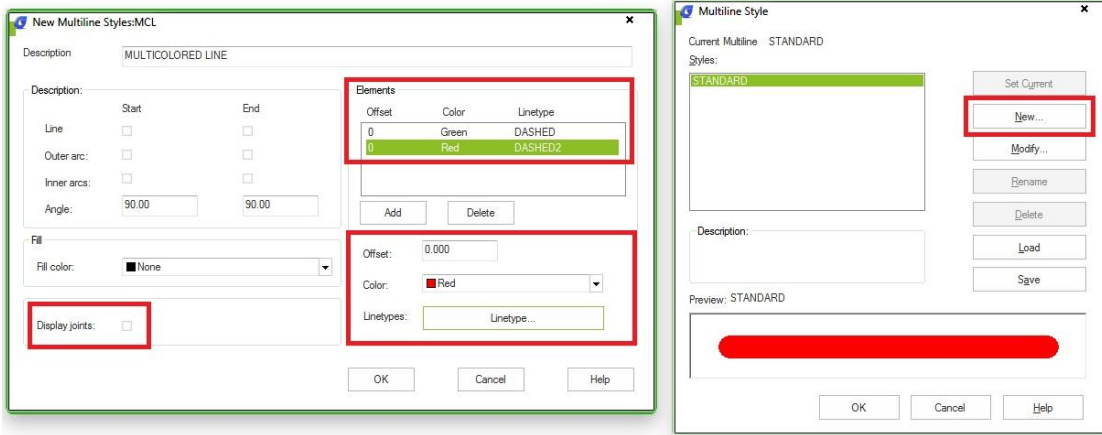 New Multiline Styles:MCL
Description MULTICOLORED LINE
Description:
Start End
Line
Outer arc:
Inner arcs:
Angle: 90.00 90.00
Fill
Fill color: None
Display joints:
Elements
Offset Color Linetype
0 Green DASHED
0 Red DASHED2
Add Delete
Offset: 0.000
Color: Red
Linetypes: Linetype...
OK Cancel Help
Multiline Style
Current Multiline STANDARD
Styles:
STANDARD
Set Current
New...
Modify...
Rename
Delete
Load
Save
Description:
Preview: STANDARD
OK Cancel Help